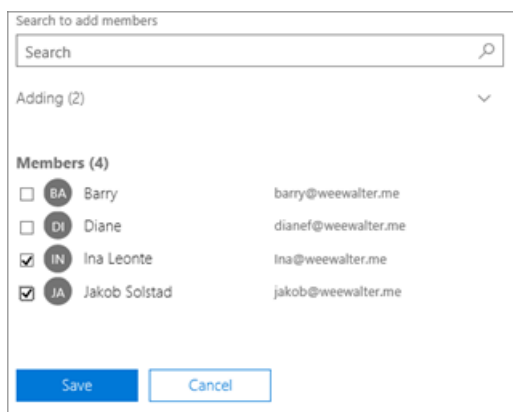 Search to add members
Search
Adding (2)
Members (4)
BA Barry barry@weewalter.me
DI Diane dianef@weewalter.me
IN Ina Leonte Ina@weewalter.me
JA Jakob Solstad jakob@weewalter.me
Save Cancel